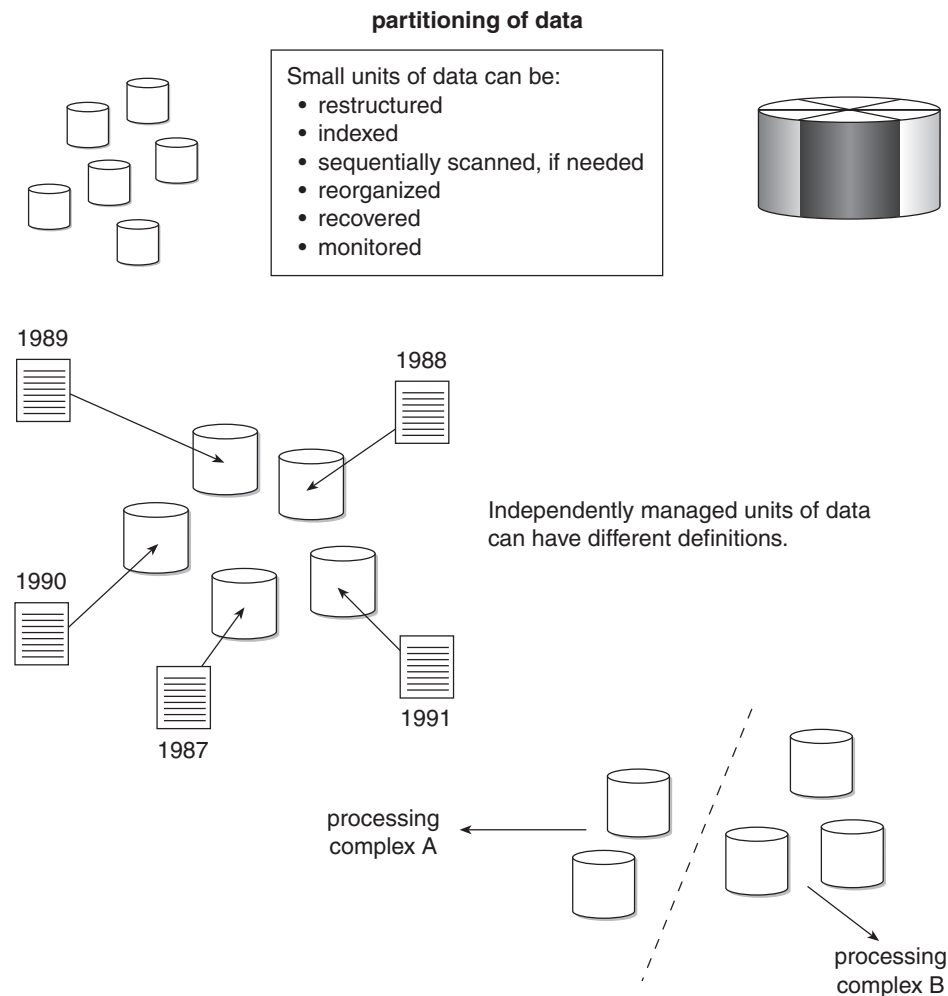 partitioning of data
Small units of data can be:
• restructured
• indexed
• sequentially scanned, if needed
• reorganized
• recovered
• monitored
1989
1988
Independently managed units of data
can have different definitions.
1990
1987
1991
processing
complex A
processing
complex B